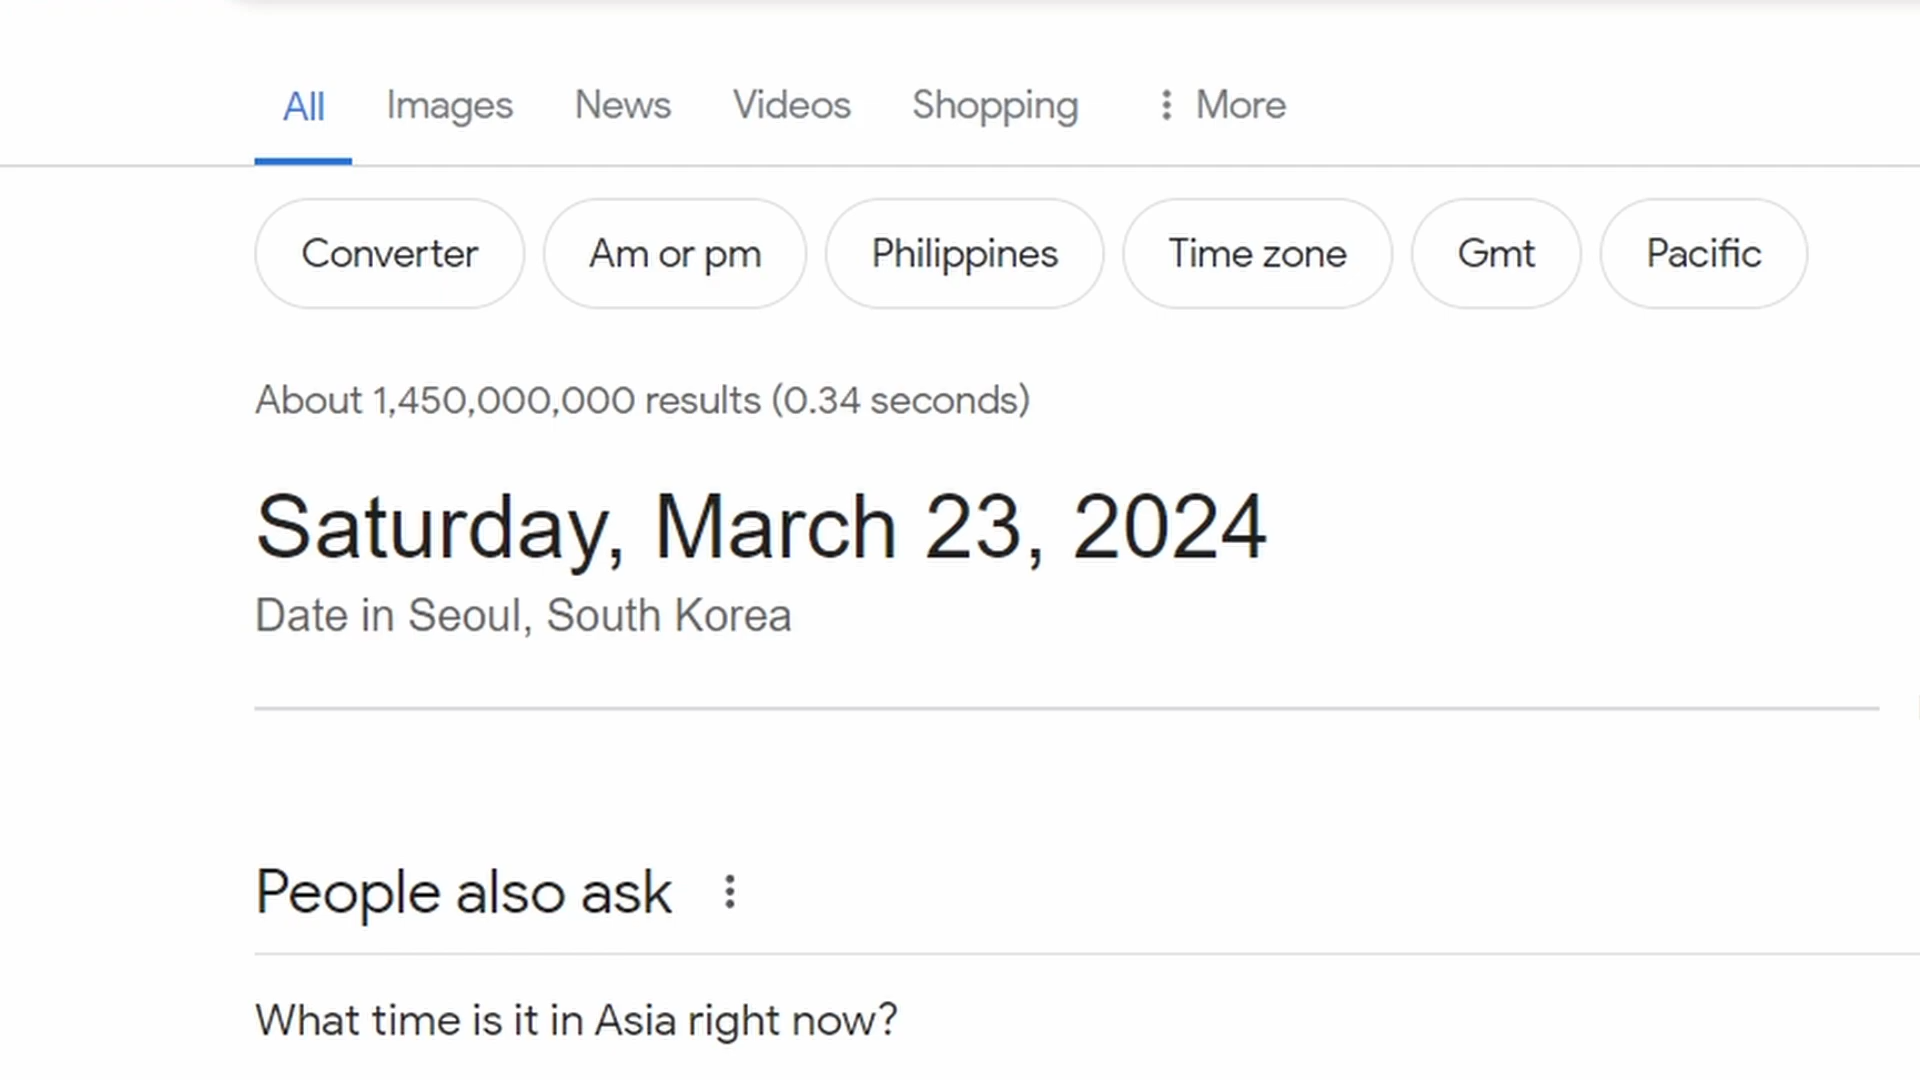 All Images News Videos Shopping More
Converter Am or pm Philippines Time zone Gmt Pacific
About 1,450,000,000 results (0.34 seconds)
Saturday, March 23, 2024
Date in Seoul, South Korea
People also ask
What time is it in Asia right now?